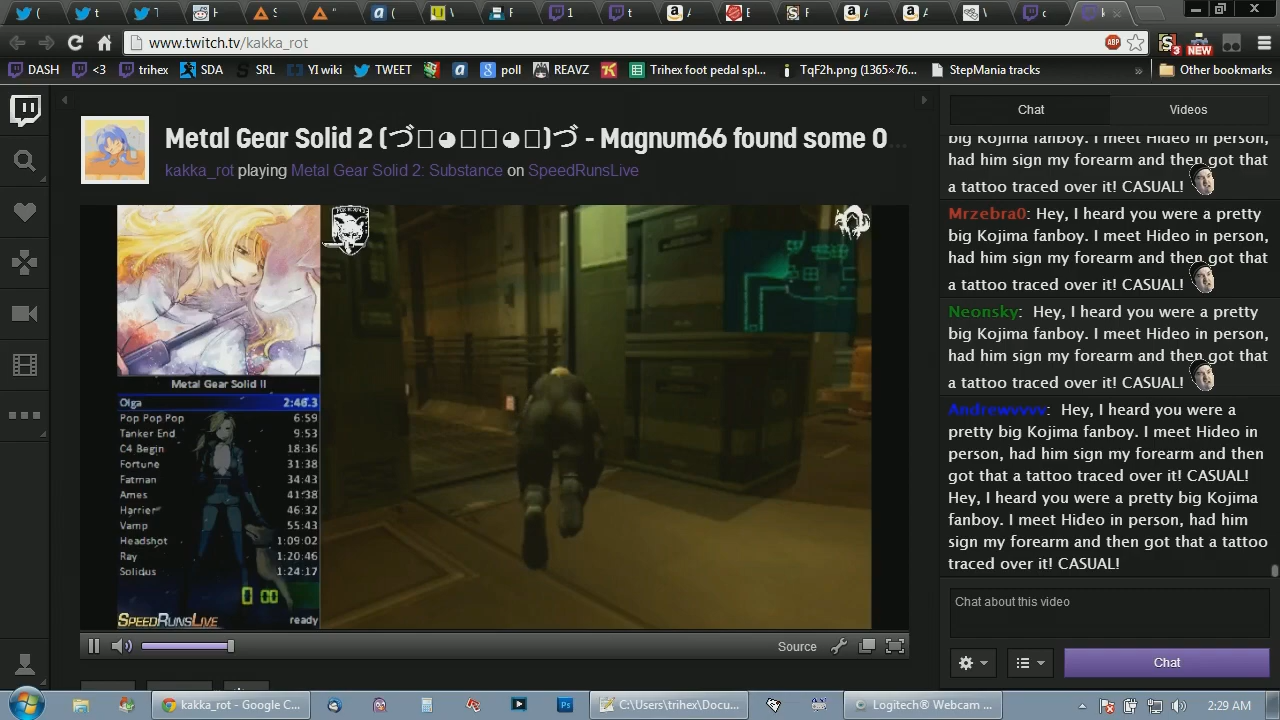 www.twitch.tv/kakka_rot
ABP
3
NEW
DASH
<3
trihex
SDA
SRL
YI wiki
TWEET
poll
REAVZ
Trihex foot pedal spl...
TqF2h.png (1365×76...
StepMania tracks
»
Other bookmarks
Metal Gear Solid 2 (づ□◕□□◕□)づ - Magnum66 found some O...
kakka_rot playing Metal Gear Solid 2: Substance on SpeedRunsLive
Metal Gear Solid II
Olga 2:46.3
Pop Pop Pop 6:59
Tanker End 9:53
C4 Begin 18:36
Fortune 31:38
Fatman 34:43
Ames 41:38
Harrier 46:32
Vamp 55:43
Headshot 1:09:02
Ray 1:20:46
Solidus 1:24:17
0 00
SPEEDRUNSLIVE ready
Source
Chat
Videos
big Kojima fanboy. I meet Hideo in person,
had him sign my forearm and then got that
a tattoo traced over it! CASUAL!
Mrzebra0: Hey, I heard you were a pretty
big Kojima fanboy. I meet Hideo in person,
had him sign my forearm and then got that
a tattoo traced over it! CASUAL!
Neonsky: Hey, I heard you were a pretty
big Kojima fanboy. I meet Hideo in person,
had him sign my forearm and then got that
a tattoo traced over it! CASUAL!
Andrewvvvv: Hey, I heard you were a
pretty big Kojima fanboy. I meet Hideo in
person, had him sign my forearm and then
got that a tattoo traced over it! CASUAL!
Hey, I heard you were a pretty big Kojima
fanboy. I meet Hideo in person, had him
sign my forearm and then got that a tattoo
traced over it! CASUAL!
Chat about this video
Chat
kakka_rot - Google C...
C:\Users\trihex\Docu...
Logitech® Webcam ...
2:29 AM